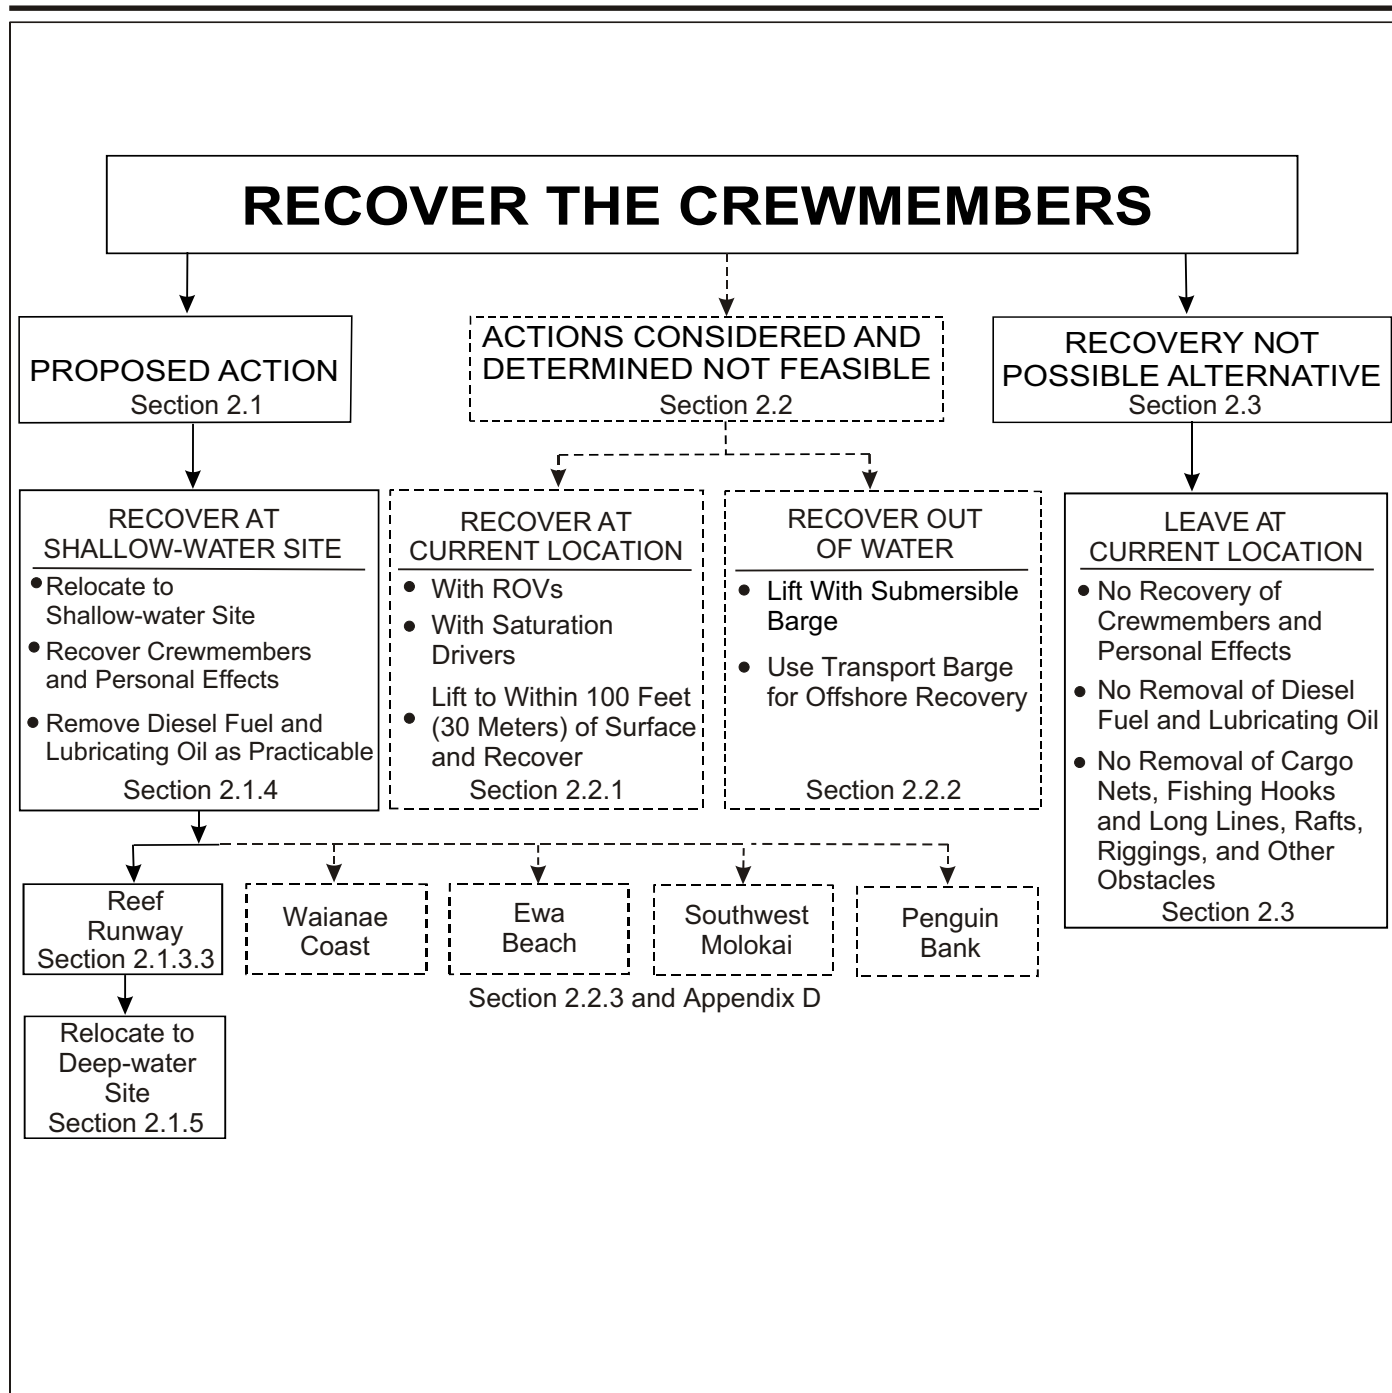 RECOVER THE CREWMEMBERS
PROPOSED ACTION
Section 2.1
ACTIONS CONSIDERED AND
DETERMINED NOT FEASIBLE
Section 2.2
RECOVERY NOT
POSSIBLE ALTERNATIVE
Section 2.3
RECOVER AT
SHALLOW-WATER SITE
● Relocate to
Shallow-water Site
● Recover Crewmembers
and Personal Effects
● Remove Diesel Fuel and
Lubricating Oil as Practicable
Section 2.1.4
RECOVER AT
CURRENT LOCATION
● With ROVs
● With Saturation
Drivers
● Lift to Within 100 Feet
(30 Meters) of Surface
and Recover
Section 2.2.1
RECOVER OUT
OF WATER
● Lift With Submersible
Barge
● Use Transport Barge
for Offshore Recovery
Section 2.2.2
LEAVE AT
CURRENT LOCATION
● No Recovery of
Crewmembers and
Personal Effects
● No Removal of Diesel
Fuel and Lubricating Oil
● No Removal of Cargo
Nets, Fishing Hooks
and Long Lines, Rafts,
Riggings, and Other
Obstacles
Section 2.3
Reef
Runway
Section 2.1.3.3
Waianae
Coast
Ewa
Beach
Southwest
Molokai
Penguin
Bank
Section 2.2.3 and Appendix D
Relocate to
Deep-water
Site
Section 2.1.5